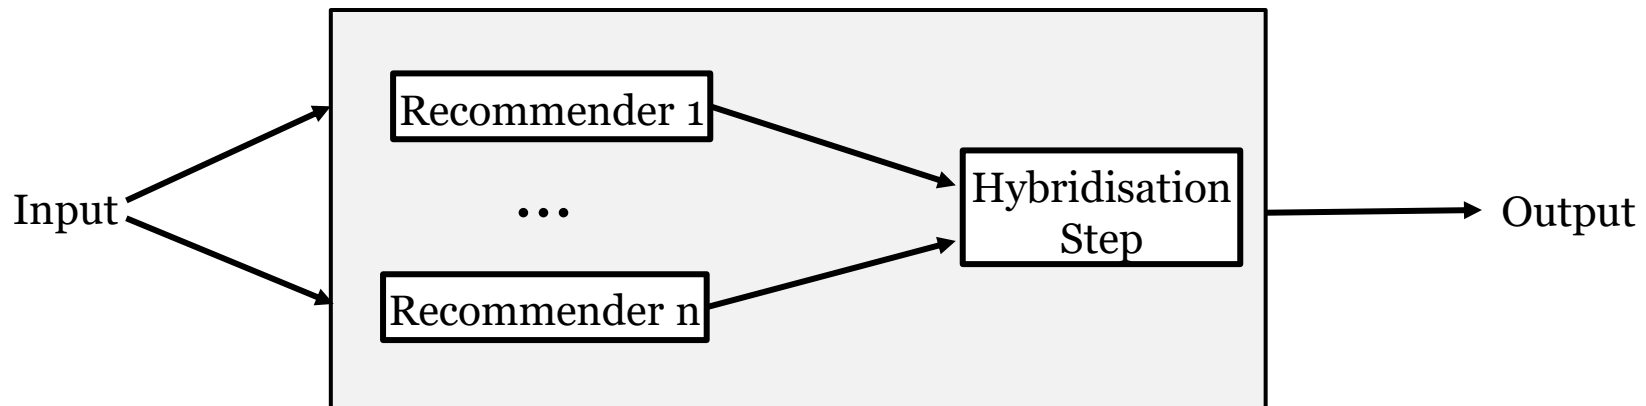 Input
Recommender 1
...
Recommender n
Hybridisation
Step
Output